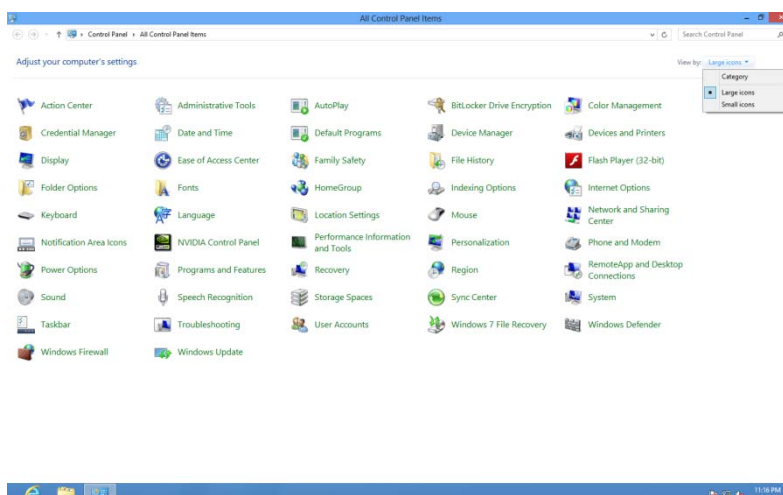 All Control Panel Items
Control Panel All Control Panel Items
Search Control Panel
Adjust your computer's settings
View by: Large icons
Category
Large icons
Small icons
Action Center
Administrative Tools
AutoPlay
BitLocker Drive Encryption
Color Management
Credential Manager
Date and Time
Default Programs
Device Manager
Devices and Printers
Display
Ease of Access Center
Family Safety
File History
Flash Player (32-bit)
Folder Options
Fonts
HomeGroup
Indexing Options
Internet Options
Keyboard
Language
Location Settings
Mouse
Network and Sharing
Center
Notification Area Icons
NVIDIA Control Panel
Performance Information
and Tools
Personalization
Phone and Modem
Power Options
Programs and Features
Recovery
Region
RemoteApp and Desktop
Connections
Sound
Speech Recognition
Storage Spaces
Sync Center
System
Taskbar
Troubleshooting
User Accounts
Windows 7 File Recovery
Windows Defender
Windows Firewall
Windows Update
11:16 PM